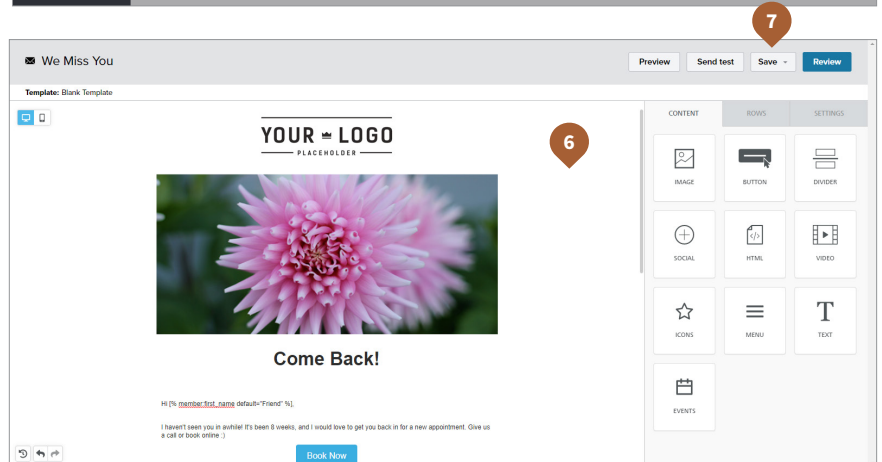 7
We Miss You
Preview
Send test
Save
Review
Template: Blank Template
CONTENT
ROWS
SETTINGS
YOUR LOGO
PLACEHOLDER
6
IMAGE
BUTTON
DIVIDER
SOCIAL
HTML
VIDEO
Come Back!
ICONS
MENU
TEXT
Hi [% member:first_name default="Friend" %],
I haven't seen you in awhile! It's been 8 weeks, and I would love to get you back in for a new appointment. Give us
a call or book online :)
EVENTS
Book Now